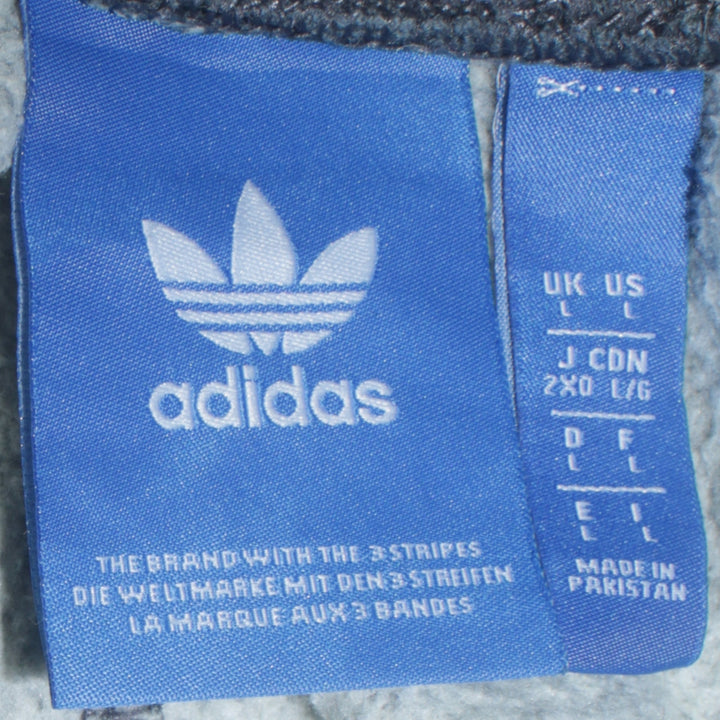 adidas
THE BRAND WITH THE 3 STRIPES
DIE WELTMARKE MIT DEN 3 STREIFEN
LA MARQUE AUX 3 BANDES
UK US
L L
J CDN
2XO L/G
D F
L L
E I
L L
MADE IN
PAKISTAN